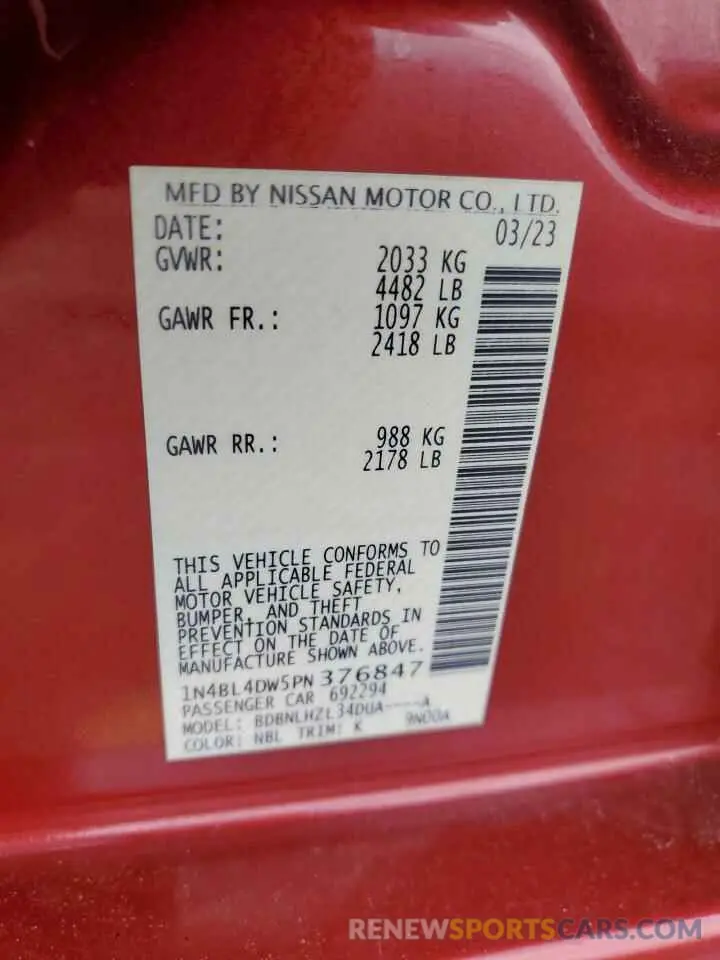 MFD BY NISSAN MOTOR CO., LTD.
DATE: 03/23
GVWR: 2033 KG
4482 LB
GAWR FR.: 1097 KG
2418 LB
GAWR RR.: 988 KG
2178 LB
THIS VEHICLE CONFORMS TO
ALL APPLICABLE FEDERAL
MOTOR VEHICLE SAFETY,
BUMPER, AND THEFT
PREVENTION STANDARDS IN
EFFECT ON THE DATE OF
MANUFACTURE SHOWN ABOVE.
1N4BL4DW5PN376847
PASSENGER CAR 692294
MODEL: BDBNLHZL34DUA----A
COLOR: NBL TRIM: K 9N00A
RENEWSPORTSCARS.COM